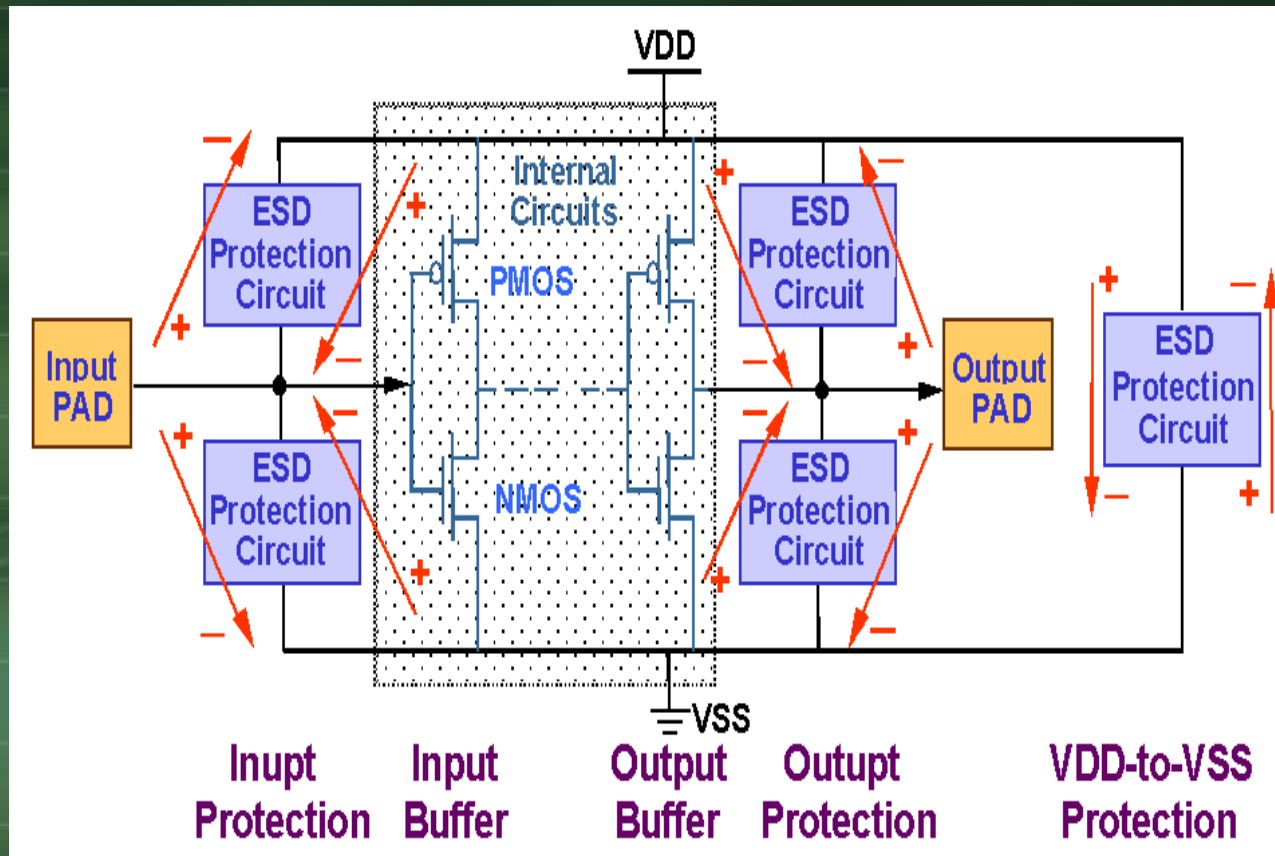 VDD
Internal
Circuits
ESD
Protection
Circuit
ESD
Protection
Circuit
PMOS
Input
PAD
Output
PAD
ESD
Protection
Circuit
ESD
Protection
Circuit
NMOS
ESD
Protection
Circuit
VSS
Inupt
Protection
Input
Buffer
Output
Buffer
Outupt
Protection
VDD-to-VSS
Protection